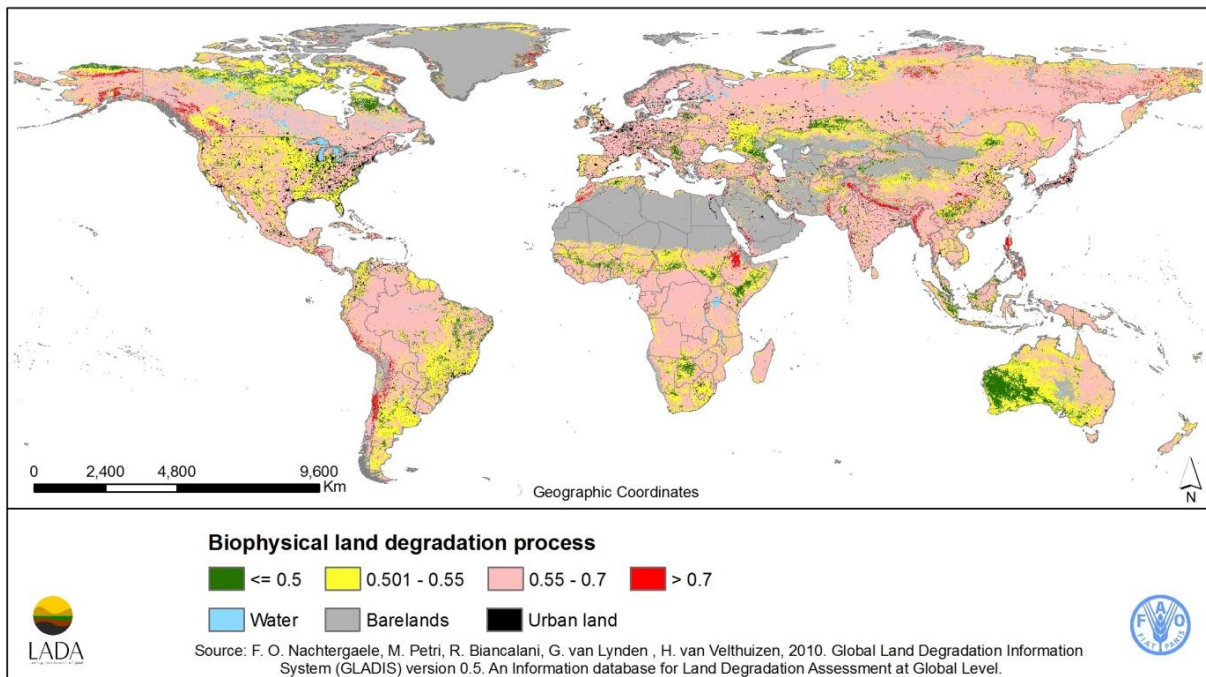 0 2,400 4,800 9,600
Km
Geographic Coordinates
N
Biophysical land degradation process
<= 0.5 0.501 - 0.55 0.55 - 0.7 > 0.7
Water Barelands Urban land
LADA
F A O
FIAT PANIS
Source: F. O. Nachtergaele, M. Petri, R. Biancalani, G. van Lynden , H. van Velthuizen, 2010. Global Land Degradation Information
System (GLADIS) version 0.5. An Information database for Land Degradation Assessment at Global Level.